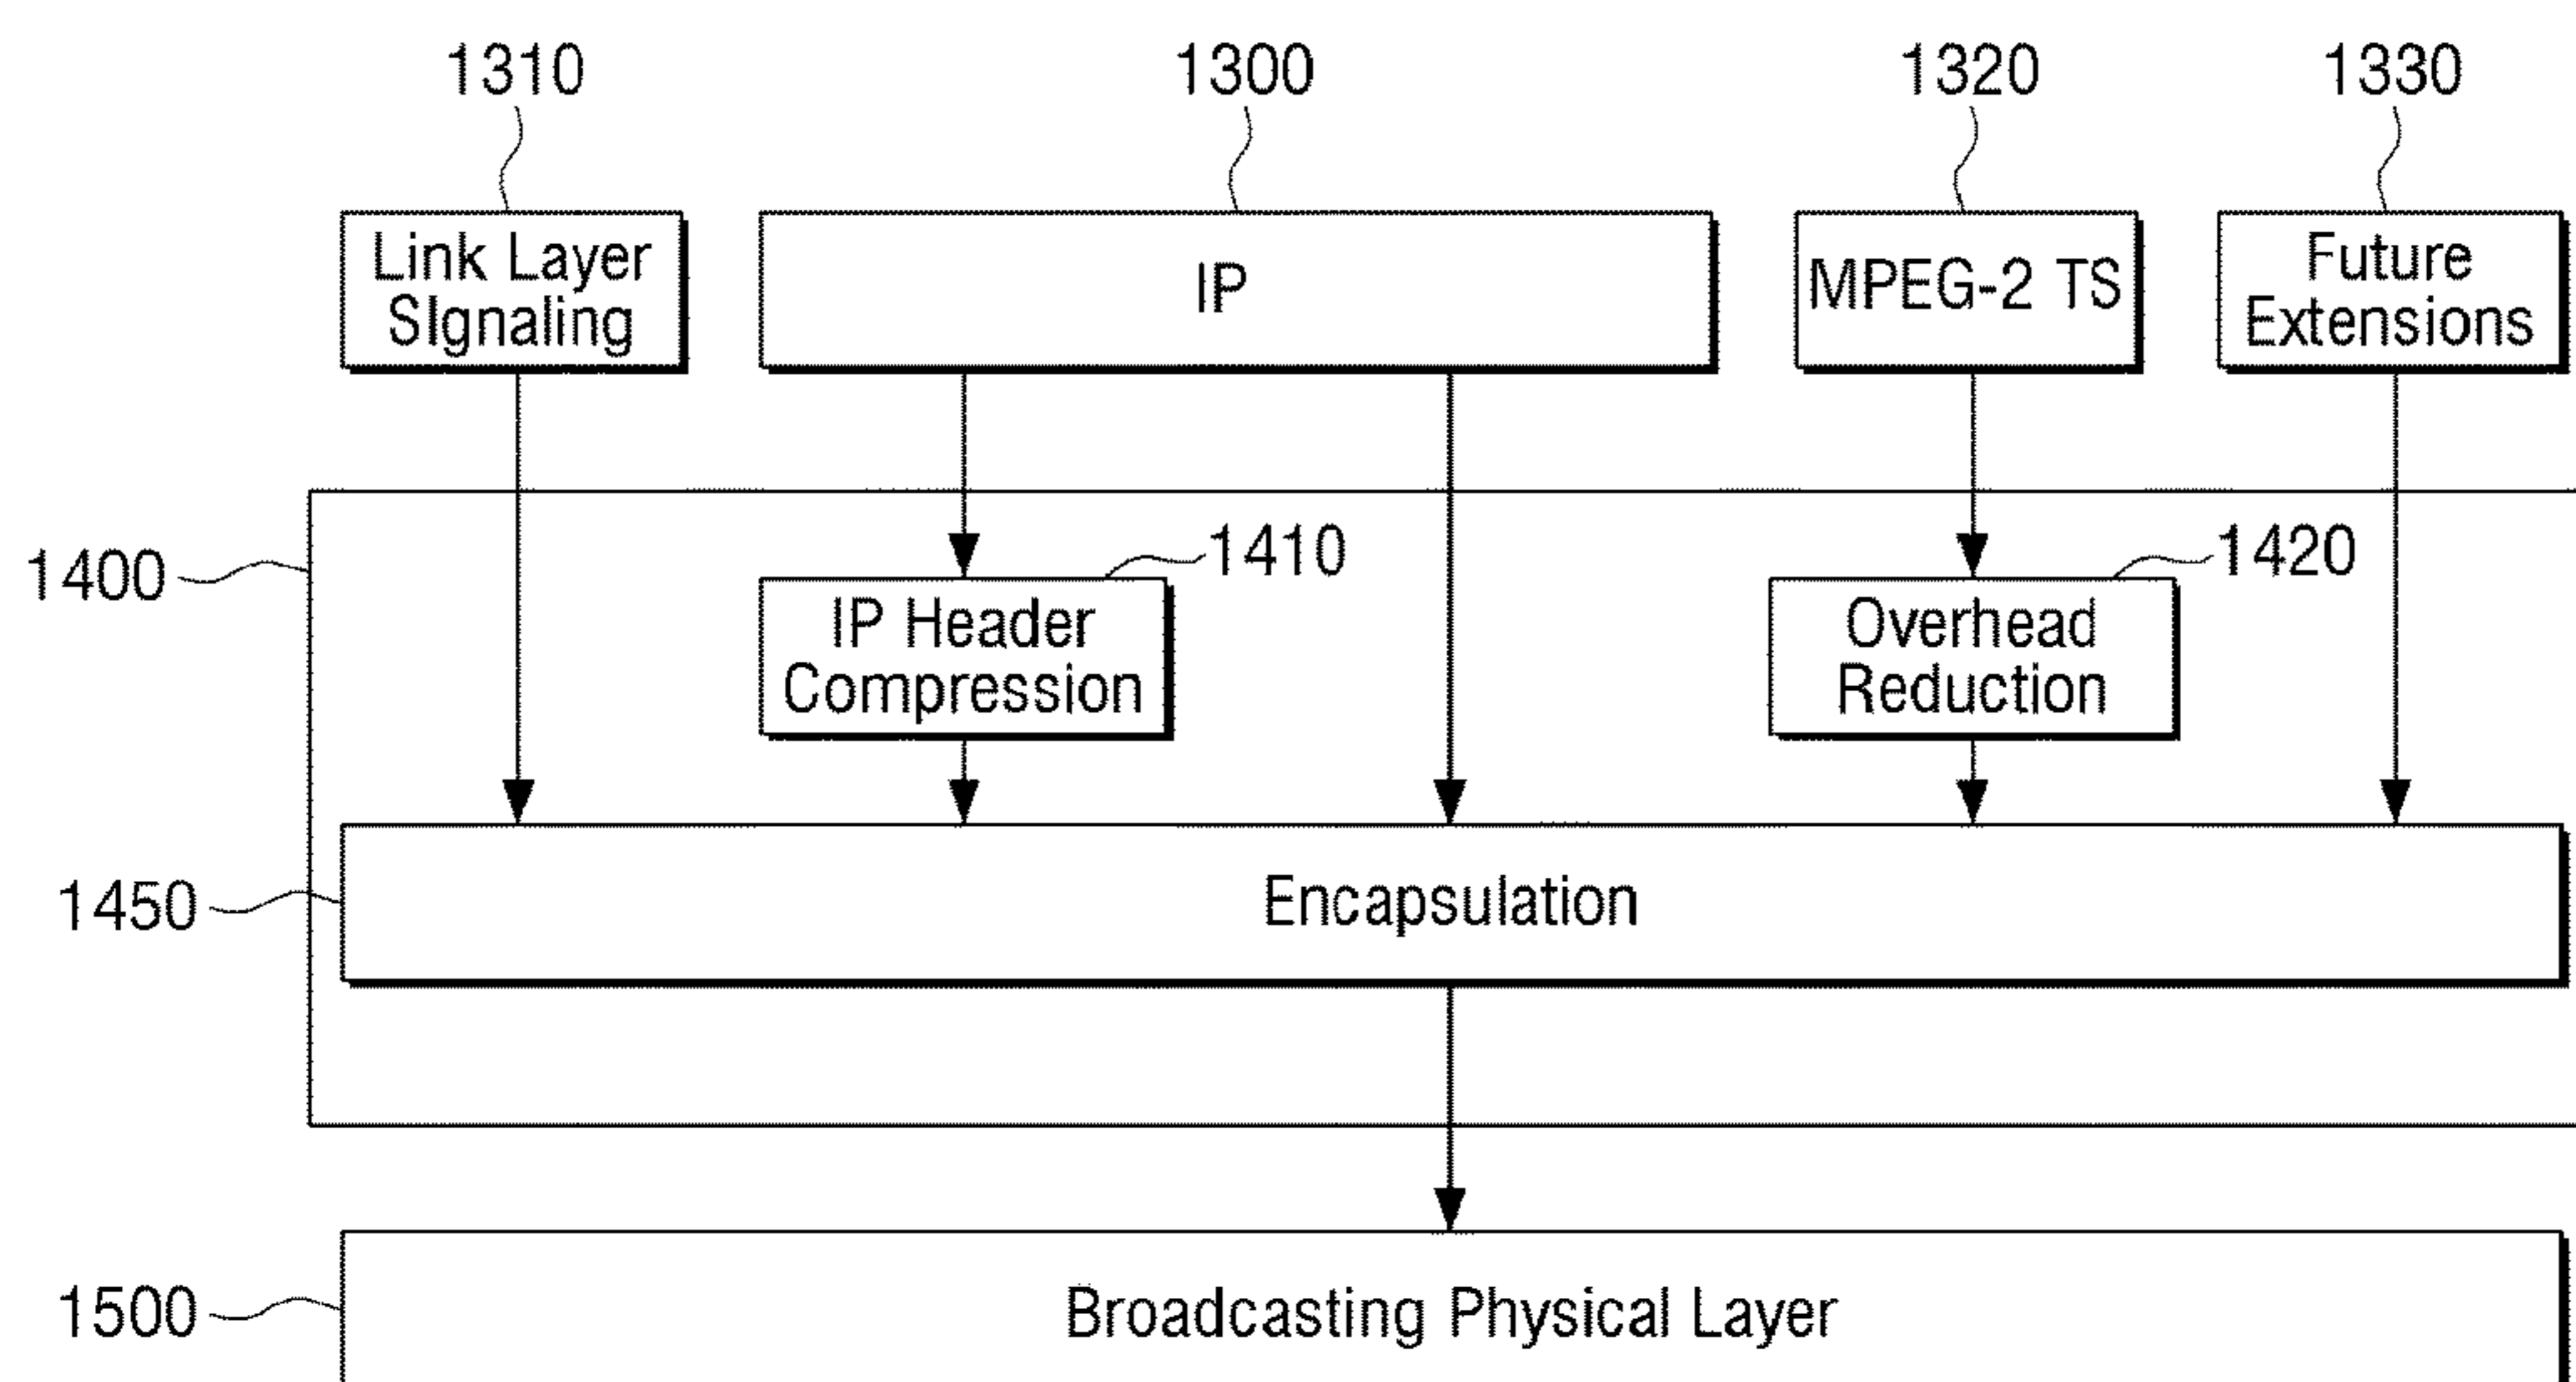 1310
1300
1320
1330
Link Layer
SIgnaling
IP
MPEG-2 TS
Future
Extensions
1400
1410
1420
IP Header
Compression
Overhead
Reduction
1450
Encapsulation
1500
Broadcasting Physical Layer